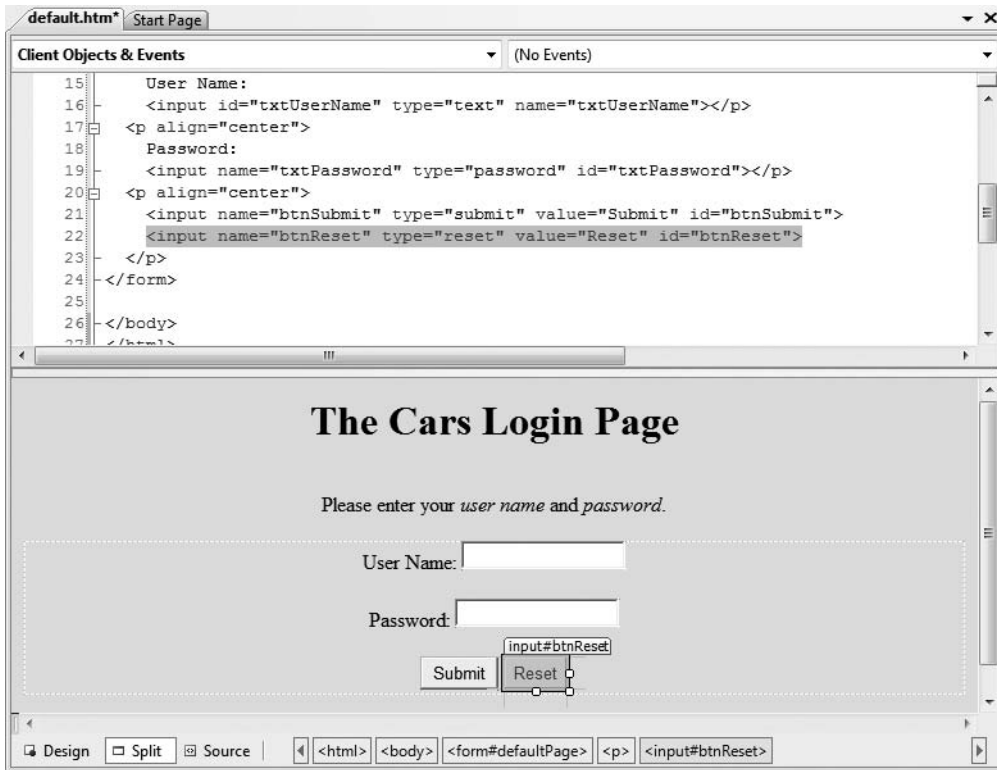 default.htm* Start Page
Client Objects & Events (No Events)
15 User Name:
16 <input id="txtUserName" type="text" name="txtUserName"></p>
17 <p align="center">
18 Password:
19 <input name="txtPassword" type="password" id="txtPassword"></p>
20 <p align="center">
21 <input name="btnSubmit" type="submit" value="Submit" id="btnSubmit">
22 <input name="btnReset" type="reset" value="Reset" id="btnReset">
23 </p>
24 </form>
25
26 </body>
27 </html>
The Cars Login Page
Please enter your user name and password.
User Name:
Password:
input#btnReset
Submit Reset
Design Split Source <html> <body> <form#defaultPage> <p> <input#btnReset>